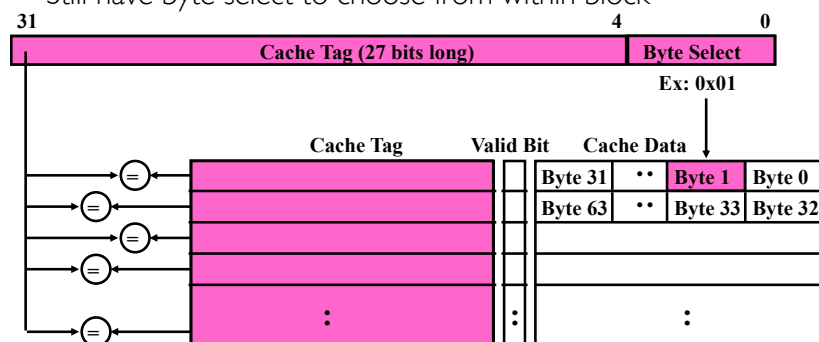 Still have byte select to choose from within block
31 4 0
Cache Tag (27 bits long) Byte Select
Ex: 0x01
Cache Tag Valid Bit Cache Data
= Byte 31 ·· Byte 1 Byte 0
= Byte 63 ·· Byte 33 Byte 32
=
=
= : : :